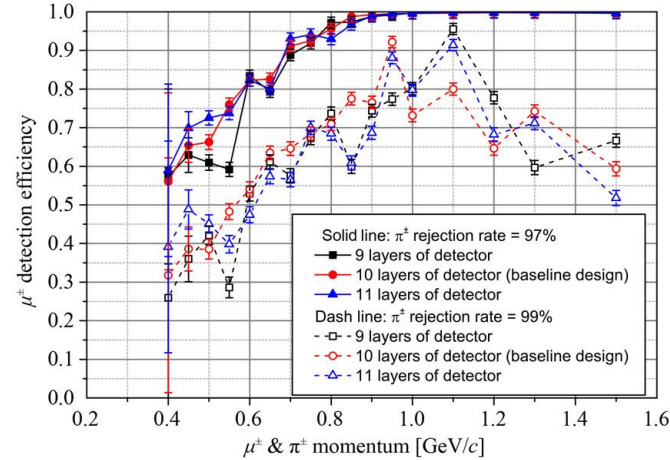 1.0
0.9
0.8
0.7
0.6
0.5
0.4
0.3
0.2
0.1
0.0
μ± detection efficiency
Solid line: π± rejection rate = 97%
9 layers of detector
10 layers of detector (baseline design)
11 layers of detector
Dash line: π± rejection rate = 99%
9 layers of detector
10 layers of detector (baseline design)
11 layers of detector
0.2 0.4 0.6 0.8 1.0 1.2 1.4 1.6
μ± & π± momentum [GeV/c]